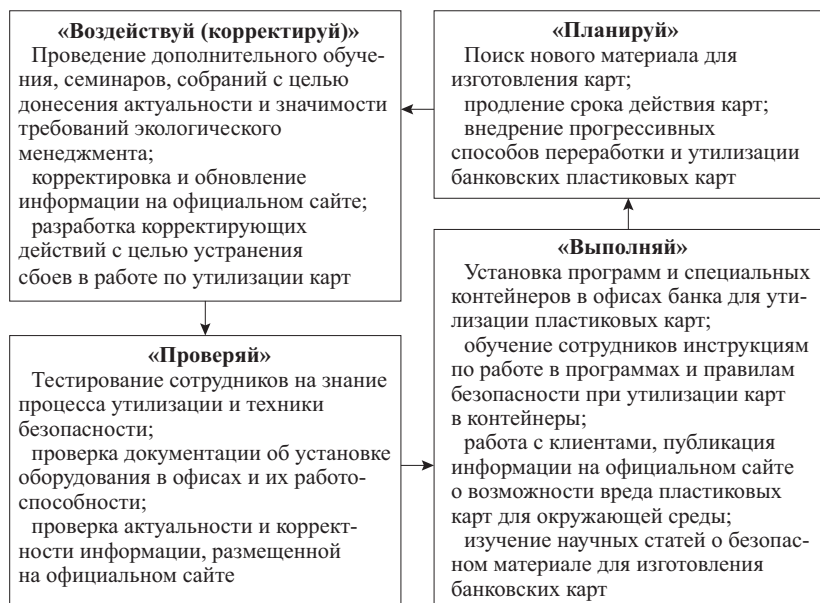 «Воздействуй (корректируй)»
Проведение дополнительного обуче-
ния, семинаров, собраний с целью
донесения актуальности и значимости
требований экологического
менеджмента;
корректировка и обновление
информации на официальном сайте;
разработка корректирующих
действий с целью устранения
сбоев в работе по утилизации карт
«Планируй»
Поиск нового материала для
изготовления карт;
продление срока действия карт;
внедрение прогрессивных
способов переработки и утилизации
банковских пластиковых карт
«Проверяй»
Тестирование сотрудников на знание
процесса утилизации и техники
безопасности;
проверка документации об установке
оборудования в офисах и их работо-
способности;
проверка актуальности и коррект-
ности информации, размещенной
на официальном сайте
«Выполняй»
Установка программ и специальных
контейнеров в офисах банка для ути-
лизации пластиковых карт;
обучение сотрудников инструкциям
по работе в программах и правилам
безопасности при утилизации карт
в контейнеры;
работа с клиентами, публикация
информации на официальном сайте
о возможности вреда пластиковых
карт для окружающей среды;
изучение научных статей о безопас-
ном материале для изготовления
банковских карт